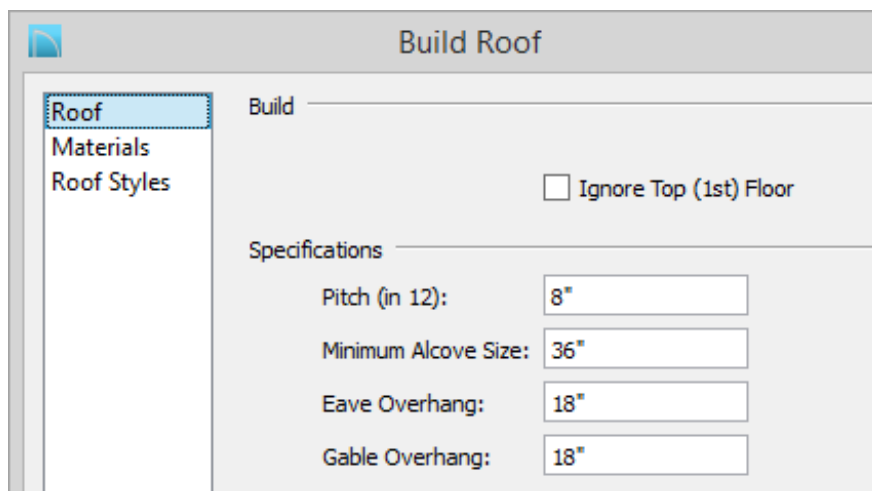 Build Roof
Roof
Materials
Roof Styles
Build
Ignore Top (1st) Floor
Specifications
Pitch (in 12): 8"
Minimum Alcove Size: 36"
Eave Overhang: 18"
Gable Overhang: 18"